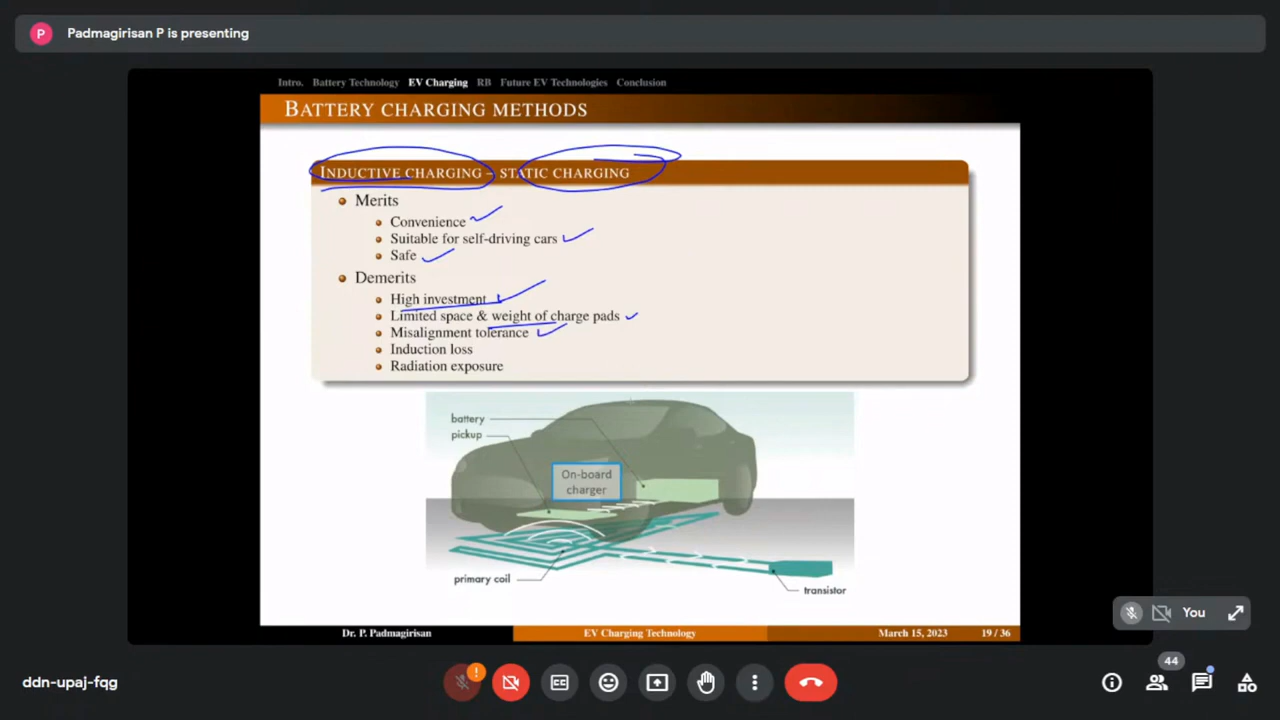 P Padmagirisan P is presenting
Intro. Battery Technology EV Charging RB Future EV Technologies Conclusion
BATTERY CHARGING METHODS
INDUCTIVE CHARGING – STATIC CHARGING
Merits
Convenience
Suitable for self-driving cars
Safe
Demerits
High investment
Limited space & weight of charge pads
Misalignment tolerance
Induction loss
Radiation exposure
battery
pickup
On-board
charger
primary coil
transistor
Dr. P. Padmagirisan EV Charging Technology March 15, 2023 19 / 36
You
44
ddn-upaj-fqg